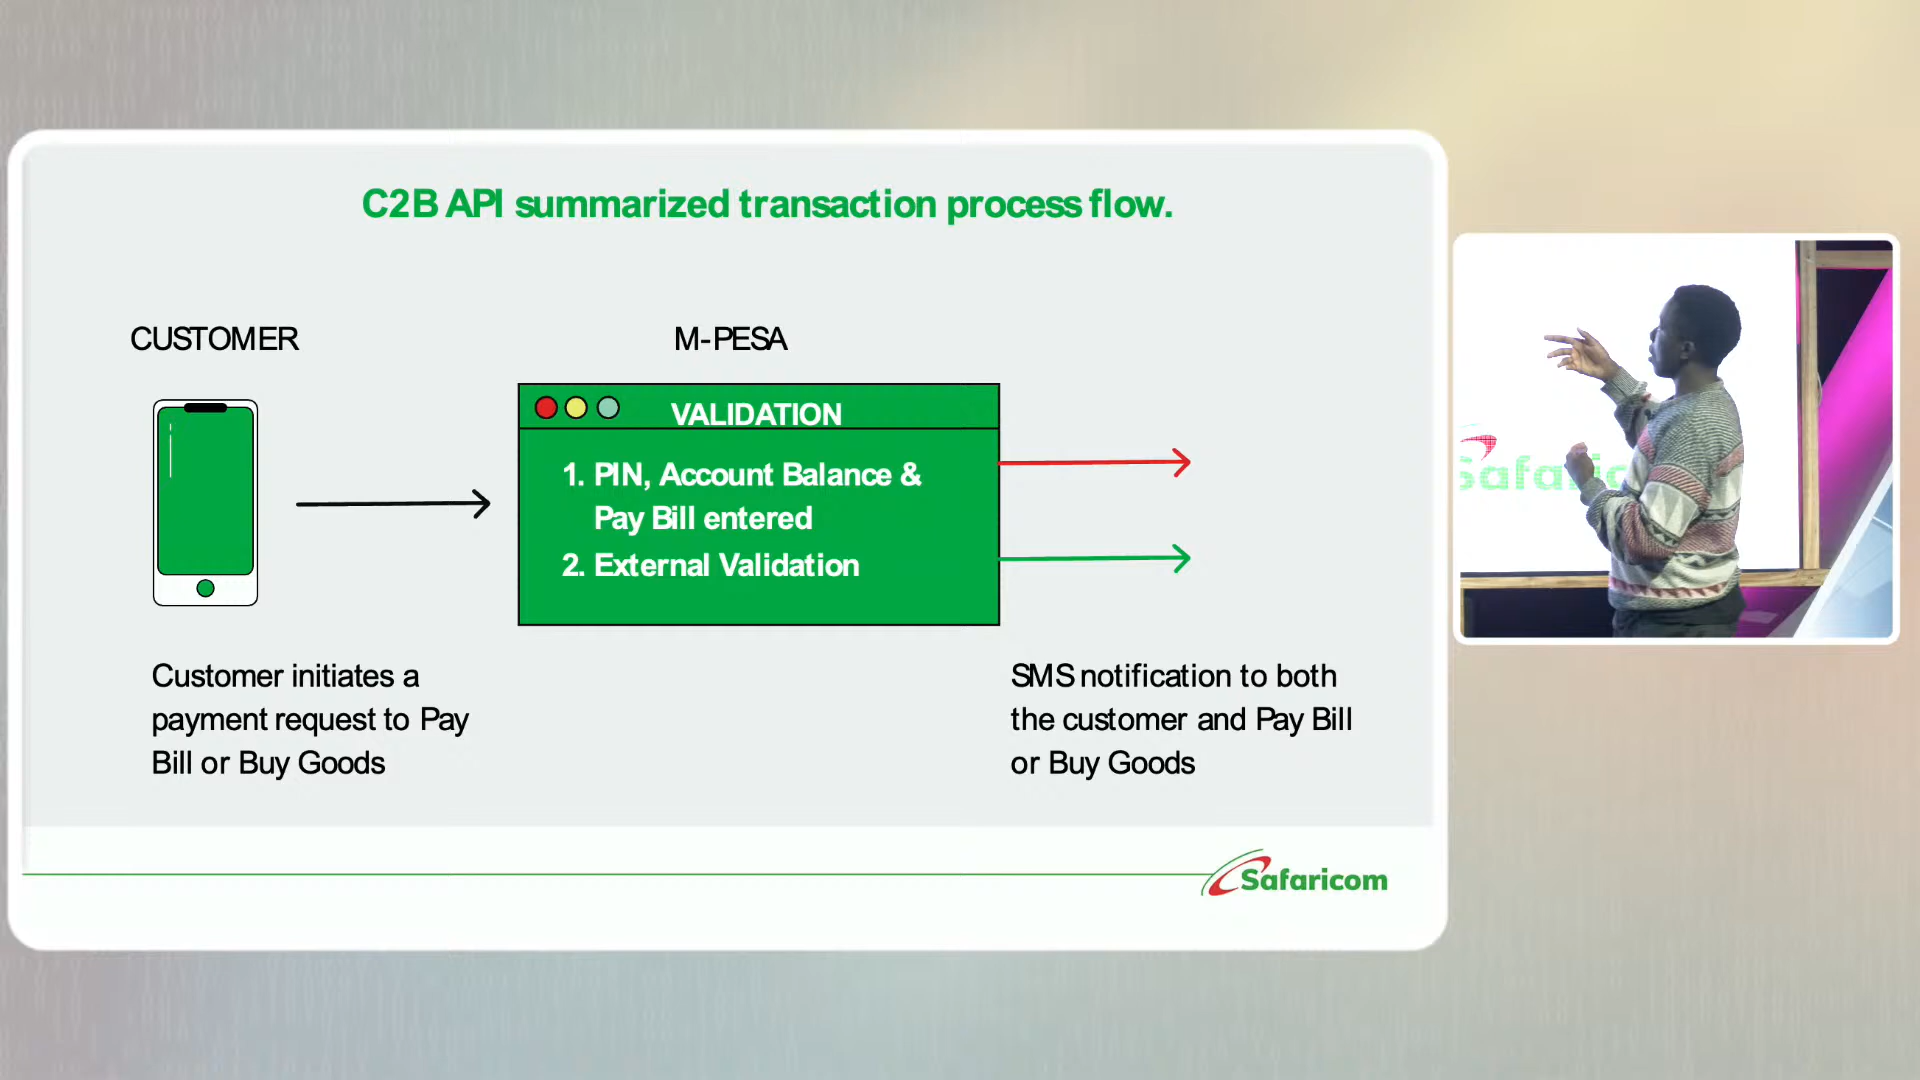 C2B API summarized transaction process flow.
CUSTOMER
M-PESA
VALIDATION
1. PIN, Account Balance &
Pay Bill entered
2. External Validation
Customer initiates a
payment request to Pay
Bill or Buy Goods
SMS notification to both
the customer and Pay Bill
or Buy Goods
Safaricom